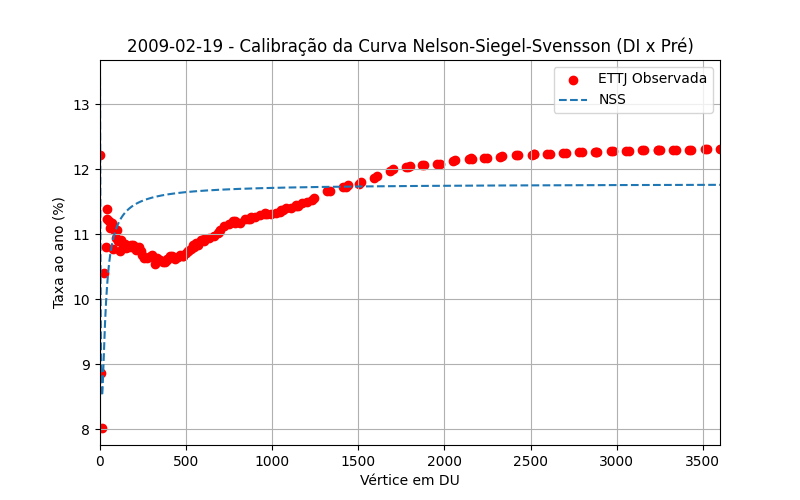 2009-02-19 - Calibração da Curva Nelson-Siegel-Svensson (DI x Pré)
ETTJ Observada
NSS
Taxa ao ano (%)
13
12
11
10
9
8
0 500 1000 1500 2000 2500 3000 3500
Vértice em DU